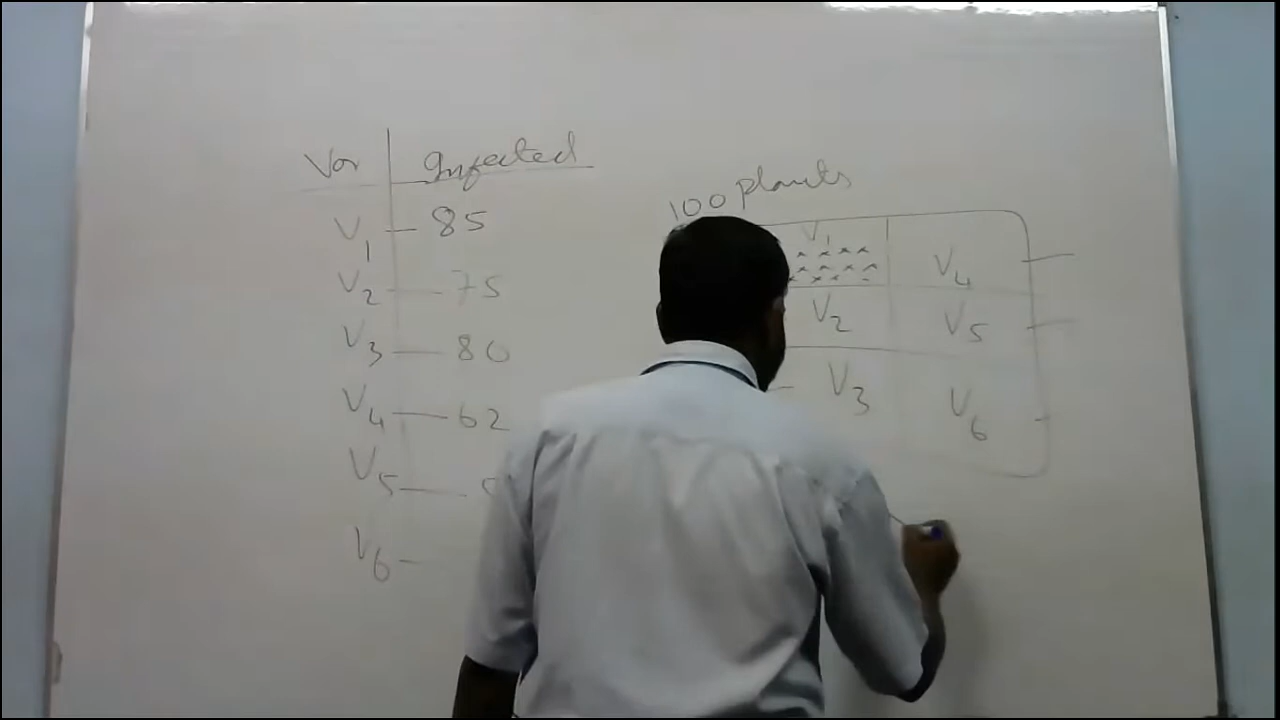 Var Infected
V1 - 85
V2 - 75
V3 - 80
V4 - 62
V5 -
V6 -
100 plants
V1 V4
V2 V5
V3 V6